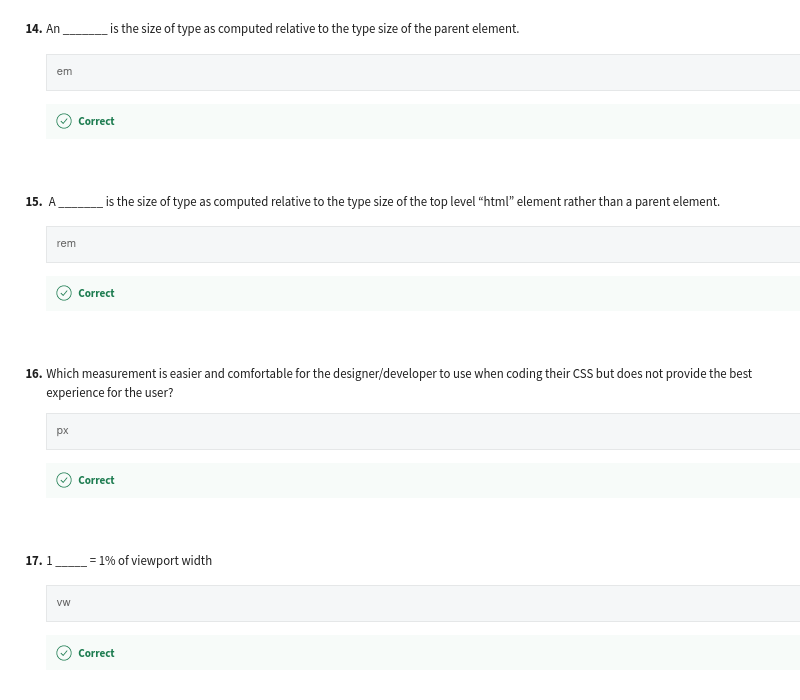 14. An _______ is the size of type as computed relative to the type size of the parent element.
em
Correct
15. A _______ is the size of type as computed relative to the type size of the top level “html” element rather than a parent element.
rem
Correct
16. Which measurement is easier and comfortable for the designer/developer to use when coding their CSS but does not provide the best
experience for the user?
px
Correct
17. 1 _____ = 1% of viewport width
vw
Correct